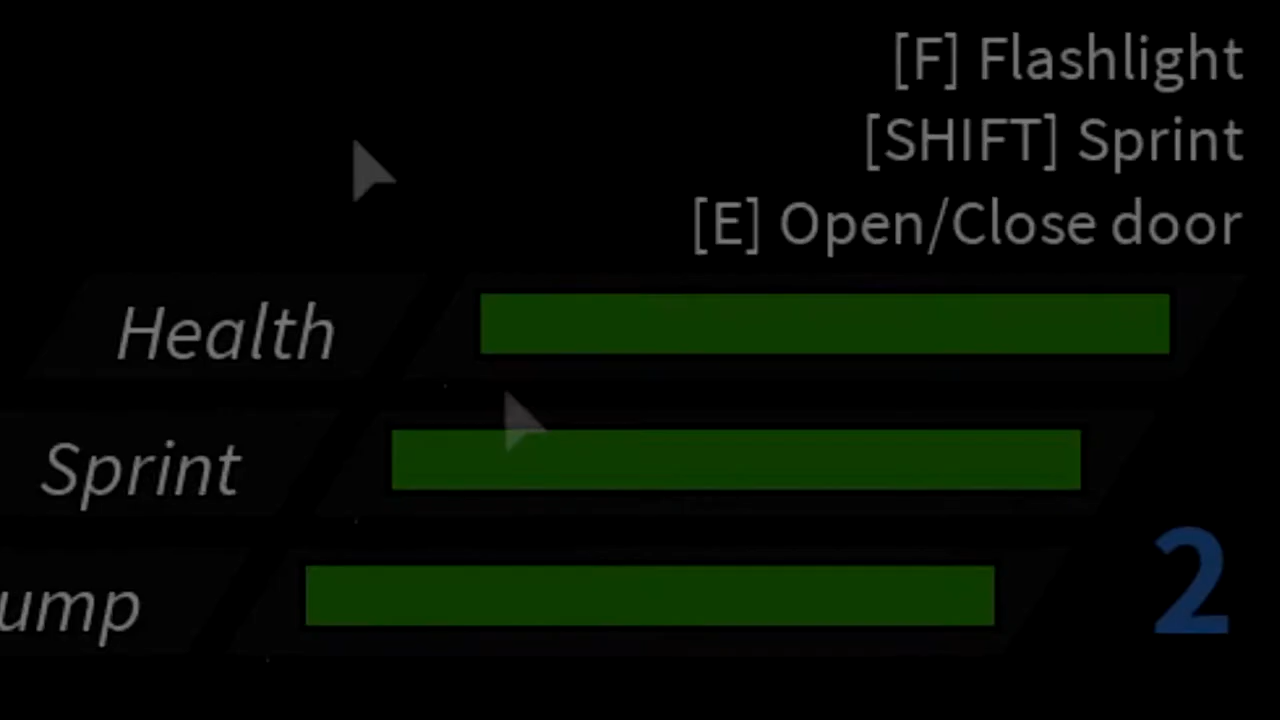 [F] Flashlight
[SHIFT] Sprint
[E] Open/Close door
Health
Sprint
ump
2